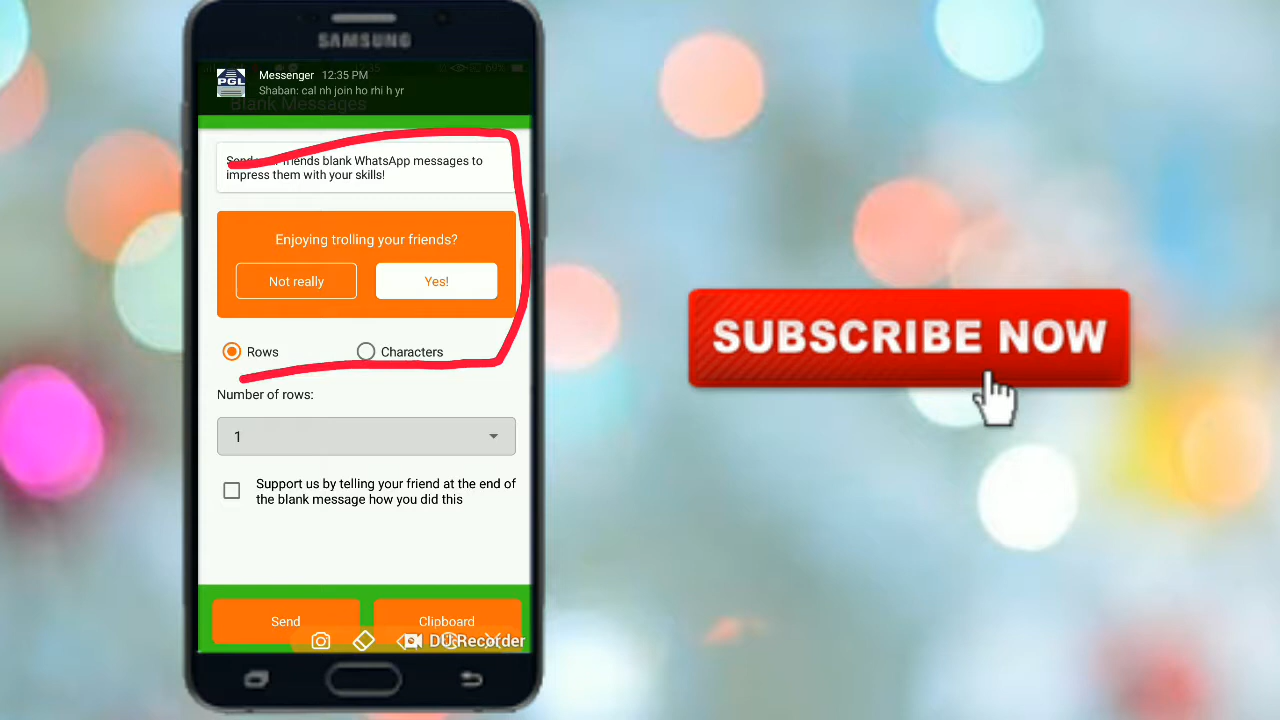 SAMSUNG
PGL
Messenger 12:35 PM
Shaban: cal nh join ho rhi h yr
Blank Messages
friends blank WhatsApp messages to
impress them with your skills!
Enjoying trolling your friends?
Not really
Yes!
Rows
Characters
Number of rows:
1
Support us by telling your friend at the end of
the blank message how you did this
Send
Clipboard
DU Recorder
SUBSCRIBE NOW